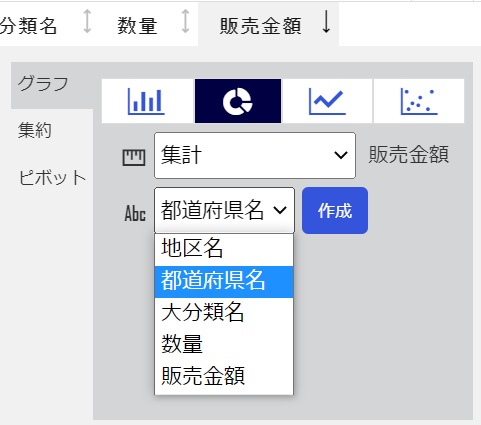 分類名 数量 販売金額
グラフ
集約
ピボット
集計 販売金額
Abc 都道府県名 作成
地区名
都道府県名
大分類名
数量
販売金額